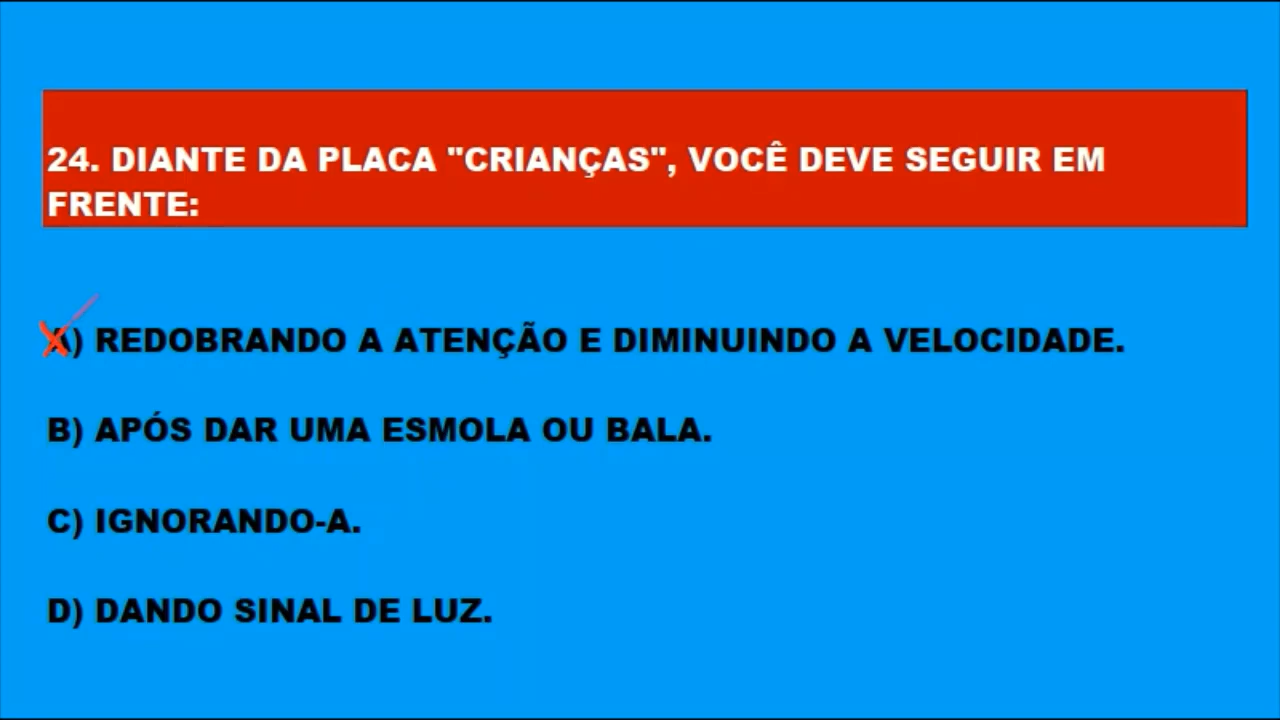 24. DIANTE DA PLACA "CRIANÇAS", VOCÊ DEVE SEGUIR EM
FRENTE:
A) REDOBRANDO A ATENÇÃO E DIMINUINDO A VELOCIDADE.
B) APÓS DAR UMA ESMOLA OU BALA.
C) IGNORANDO-A.
D) DANDO SINAL DE LUZ.